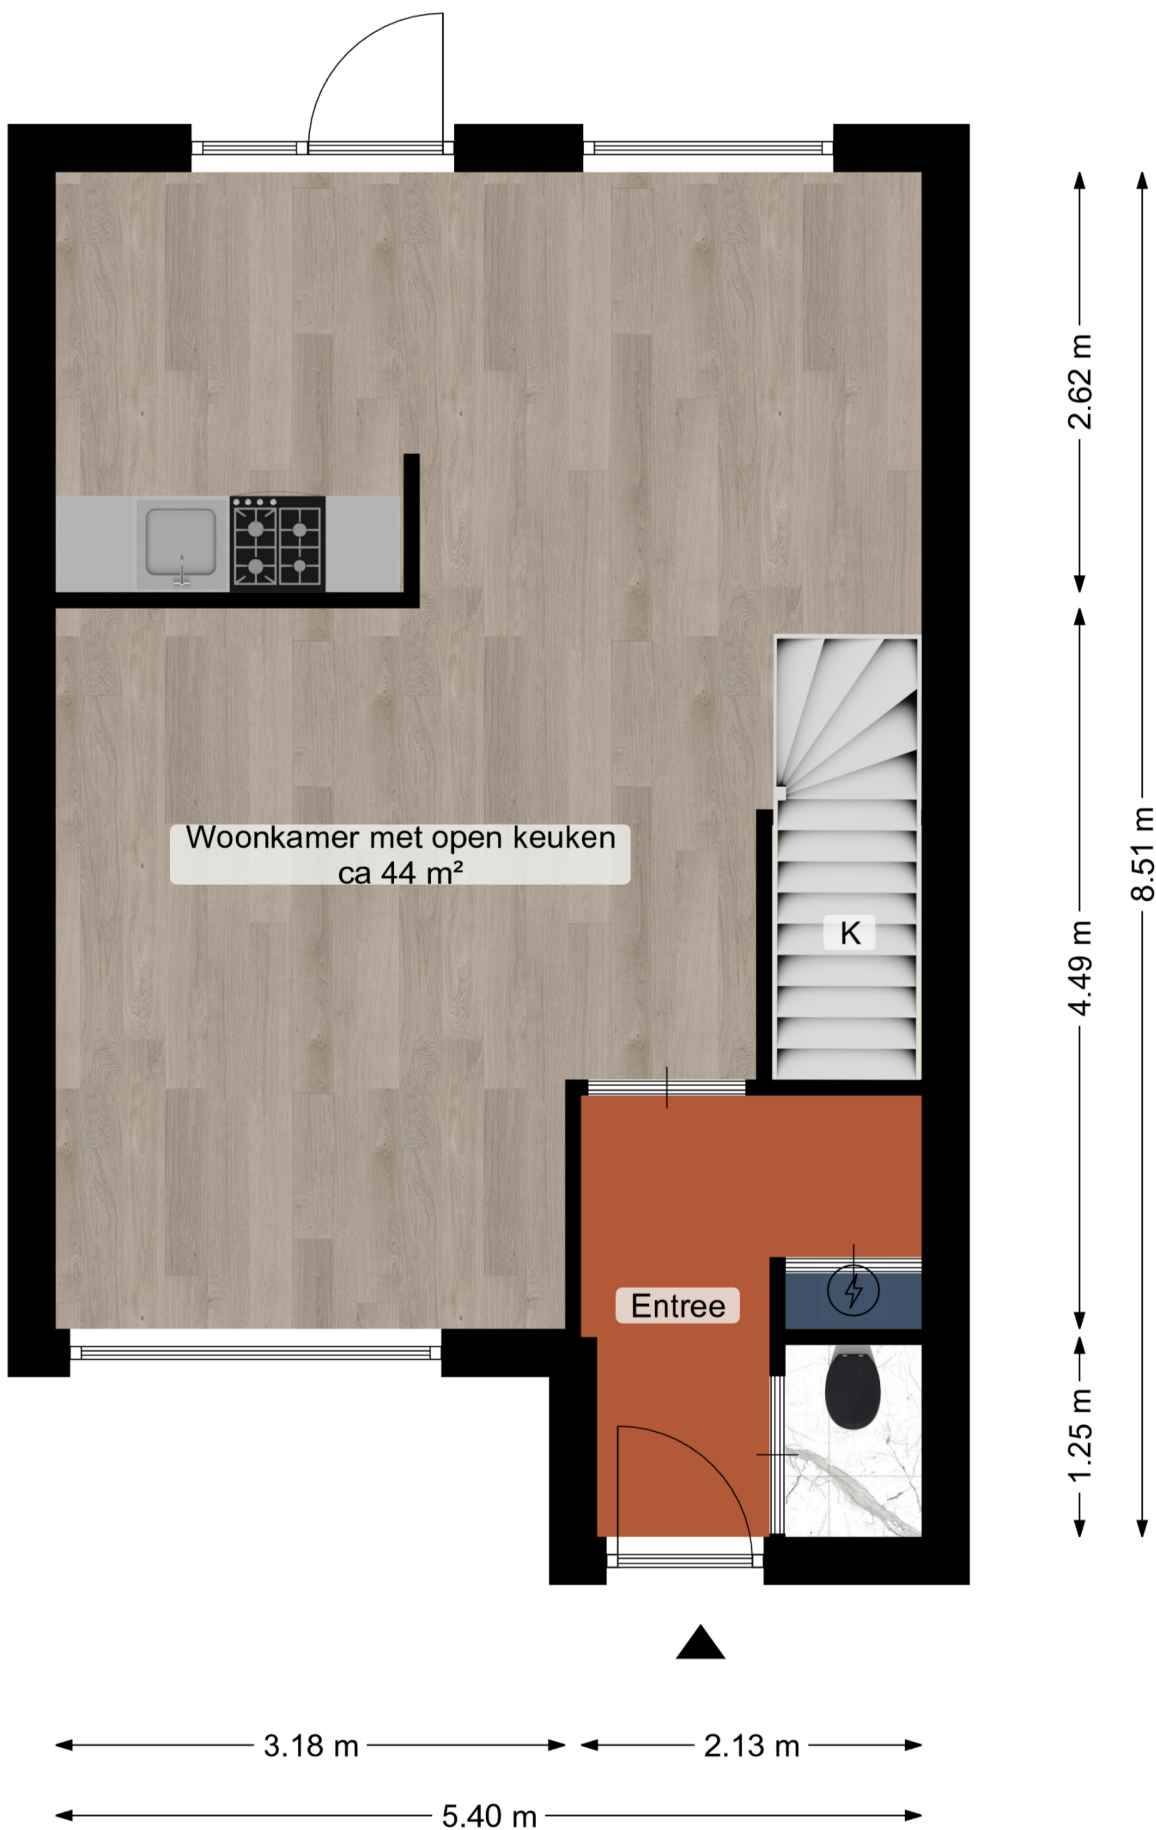 2.62 m
8.51 m
Woonkamer met open keuken
ca 44 m²
K
4.49 m
Entree
1.25 m
3.18 m
2.13 m
5.40 m